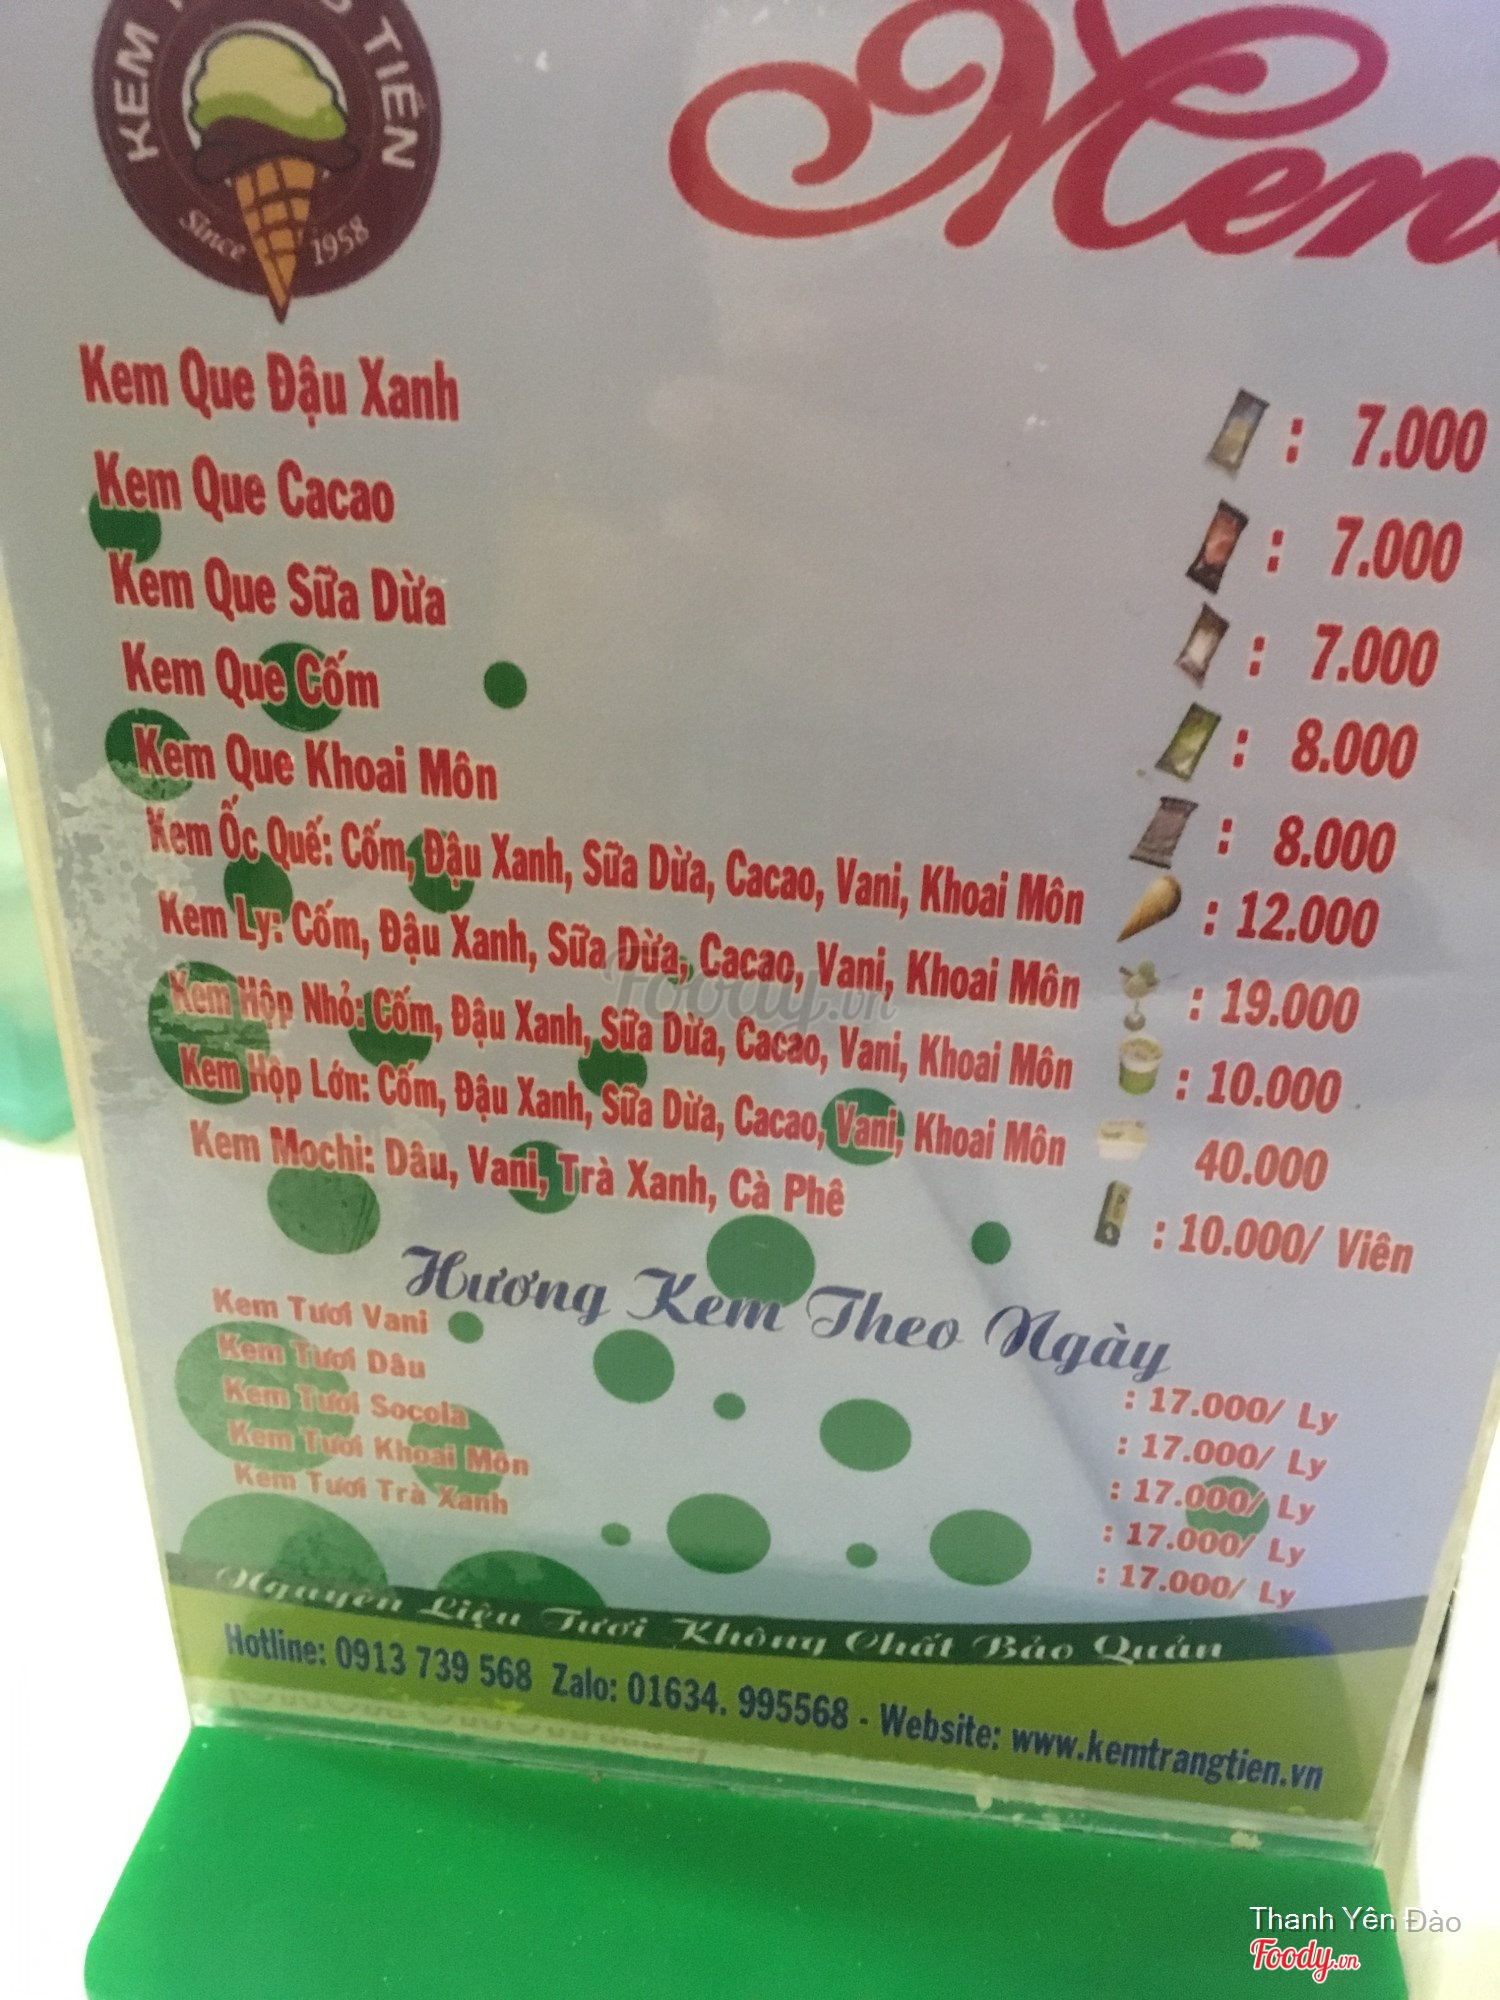 KEM TIỀN
Since 1958
Menu
Kem Que Đậu Xanh : 7.000
Kem Que Cacao : 7.000
Kem Que Sữa Dừa : 7.000
Kem Que Cốm : 8.000
Kem Que Khoai Môn : 8.000
Kem Ốc Quế: Cốm, Đậu Xanh, Sữa Dừa, Cacao, Vani, Khoai Môn : 12.000
Kem Ly: Cốm, Đậu Xanh, Sữa Dừa, Cacao, Vani, Khoai Môn : 19.000
Kem Hộp Nhỏ: Cốm, Đậu Xanh, Sữa Dừa, Cacao, Vani, Khoai Môn : 10.000
Kem Hộp Lớn: Cốm, Đậu Xanh, Sữa Dừa, Cacao, Vani, Khoai Môn 40.000
Kem Mochi: Dâu, Vani, Trà Xanh, Cà Phê : 10.000/ Viên
Hương Kem Theo Ngày
Kem Tươi Vani : 17.000/ Ly
Kem Tươi Dâu : 17.000/ Ly
Kem Tươi Socola : 17.000/ Ly
Kem Tươi Khoai Môn : 17.000/ Ly
Kem Tươi Trà Xanh : 17.000/ Ly
Nguyên Liệu Tươi Không Chất Bảo Quản
Hotline: 0913 739 568 Zalo: 01634. 995568 - Website: www.kemtrangtien.vn
Foody.vn
Thanh Yên Đào
Foody.vn